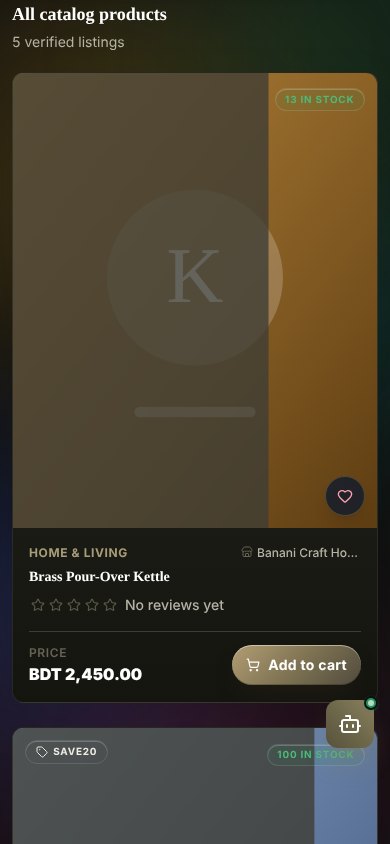 All catalog products
5 verified listings
13 IN STOCK
K
HOME & LIVING
Banani Craft Ho...
Brass Pour-Over Kettle
No reviews yet
PRICE
BDT 2,450.00
Add to cart
SAVE20
100 IN STOCK